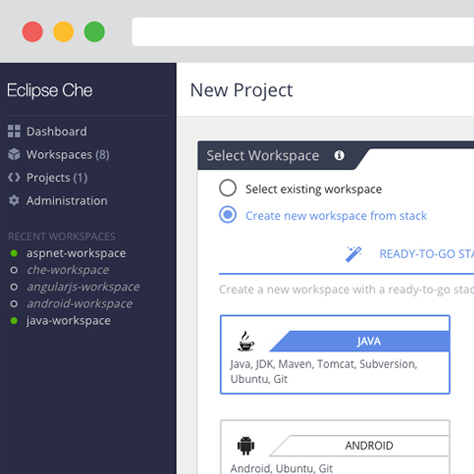 Eclipse Che
New Project
Dashboard
Workspaces (8)
Projects (1)
Administration
RECENT WORKSPACES
aspnet-workspace
che-workspace
angularjs-workspace
android-workspace
java-workspace
Select Workspace
Select existing workspace
Create new workspace from stack
READY-TO-GO STA
Create a new workspace with a ready-to-go stac
JAVA
Java, JDK, Maven, Tomcat, Subversion,
Ubuntu, Git
ANDROID
Android, Ubuntu, Git